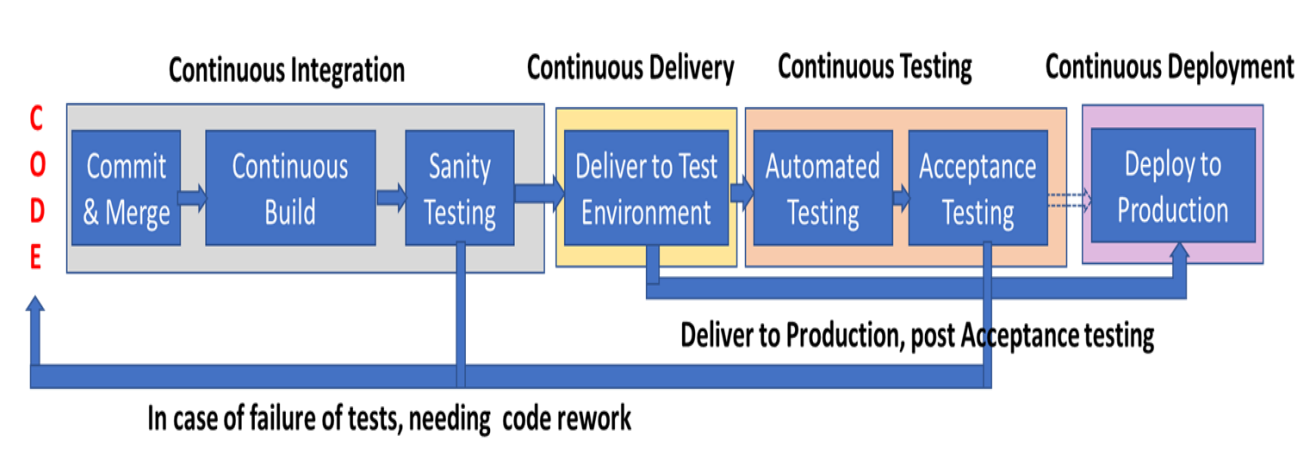 Continuous Integration
Continuous Delivery
Continuous Testing
Continuous Deployment
C
O
D
E
Commit
& Merge
Continuous
Build
Sanity
Testing
Deliver to Test
Environment
Automated
Testing
Acceptance
Testing
Deploy to
Production
Deliver to Production, post Acceptance testing
In case of failure of tests, needing code rework